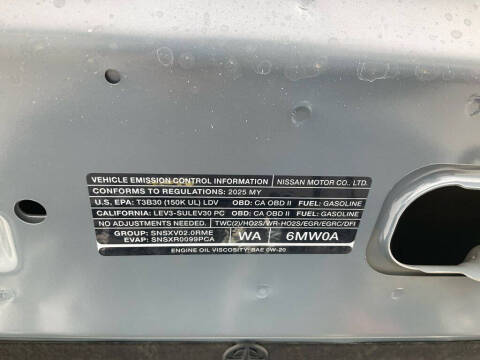 VEHICLE EMISSION CONTROL INFORMATION NISSAN MOTOR CO., LTD.
CONFORMS TO REGULATIONS: 2025 MY
U.S. EPA: T3B30 (150K UL) LDV OBD: CA OBD II FUEL: GASOLINE
CALIFORNIA: LEV3-SULEV30 PC OBD: CA OBD II FUEL: GASOLINE
NO ADJUSTMENTS NEEDED. TWC(2)/HO2S/WR-HO2S/EGR/EGRC/DFI
GROUP: SNSXV02.0RME
EVAP: SNSXR0099PCA WA 6MW0A
ENGINE OIL VISCOSITY: SAE 0W-20